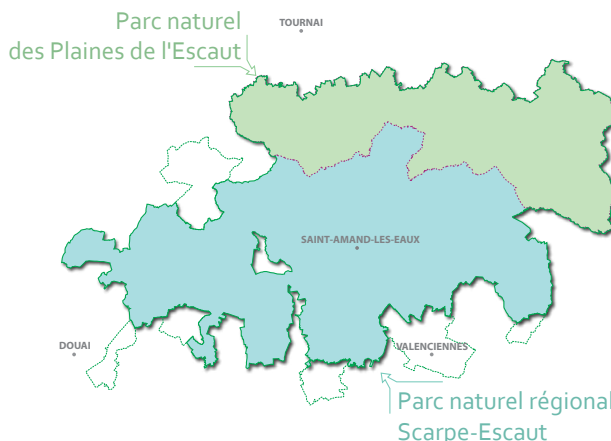 Parc naturel
des Plaines de l'Escaut
TOURNAI
SAINT-AMAND-LES-EAUX
DOUAI
VALENCIENNES
Parc naturel régional
Scarpe-Escaut